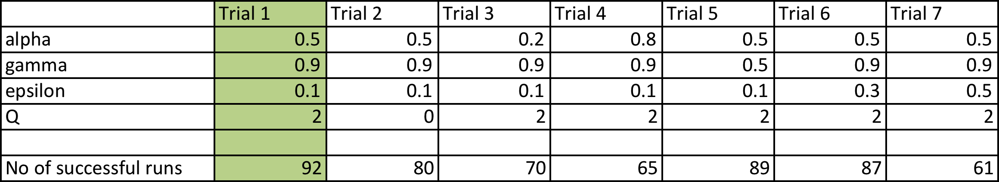 Trial 1 Trial 2 Trial 3 Trial 4 Trial 5 Trial 6 Trial 7
alpha 0.5 0.5 0.2 0.8 0.5 0.5 0.5
gamma 0.9 0.9 0.9 0.9 0.5 0.9 0.9
epsilon 0.1 0.1 0.1 0.1 0.1 0.3 0.5
Q 2 0 2 2 2 2 2
No of successful runs 92 80 70 65 89 87 61